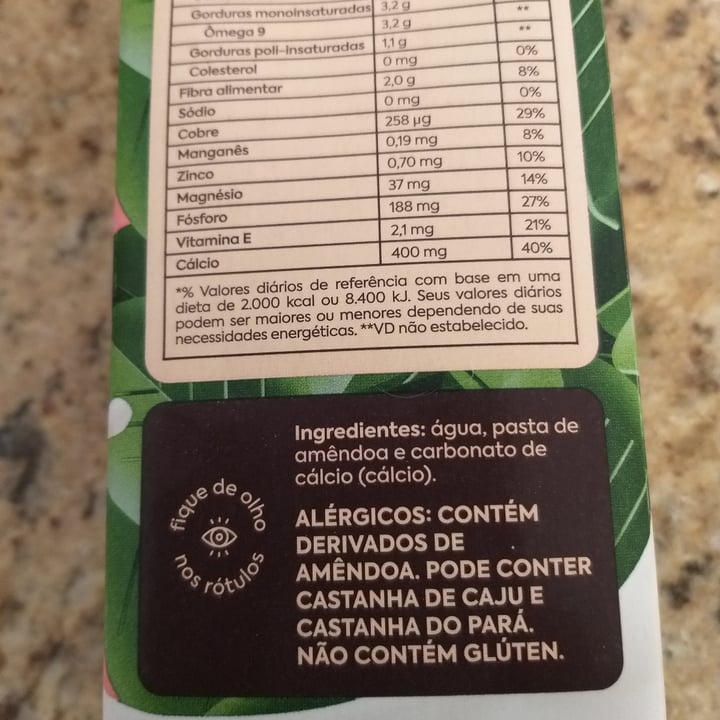 Gorduras monoinsaturadas 3,2 g
Ômega 9 3,2 g **
Gorduras poli-insaturadas 1,1 g **
Colesterol 0 mg 0%
Fibra alimentar 2,0 g 8%
Sódio 0 mg 0%
Cobre 258 µg 29%
Manganês 0,19 mg 8%
Zinco 0,70 mg 10%
Magnésio 37 mg 14%
Fósforo 188 mg 27%
Vitamina E 2,1 mg 21%
Cálcio 400 mg 40%
*% Valores diários de referência com base em uma
dieta de 2.000 kcal ou 8.400 kJ. Seus valores diários
podem ser maiores ou menores dependendo de suas
necessidades energéticas. **VD não estabelecido.
fique de olho
nos rótulos
Ingredientes: água, pasta de
amêndoa e carbonato de
cálcio (cálcio).
ALÉRGICOS: CONTÉM
DERIVADOS DE
AMÊNDOA. PODE CONTER
CASTANHA DE CAJU E
CASTANHA DO PARÁ.
NÃO CONTÉM GLÚTEN.